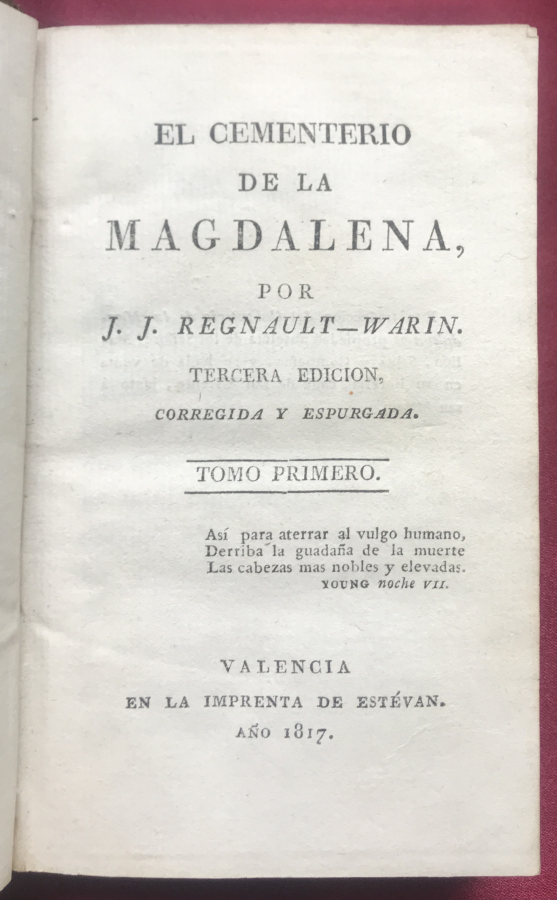 EL CEMENTERIO
DE LA
MAGDALENA,
POR
J. J. REGNAULT—WARIN.
TERCERA EDICION,
CORREGIDA Y ESPURGADA.
TOMO PRIMERO.
Así para aterrar al vulgo humano,
Derriba la guadaña de la muerte
Las cabezas mas nobles y elevadas.
YOUNG noche VII.
VALENCIA
EN LA IMPRENTA DE ESTÉVAN.
AÑO 1817.